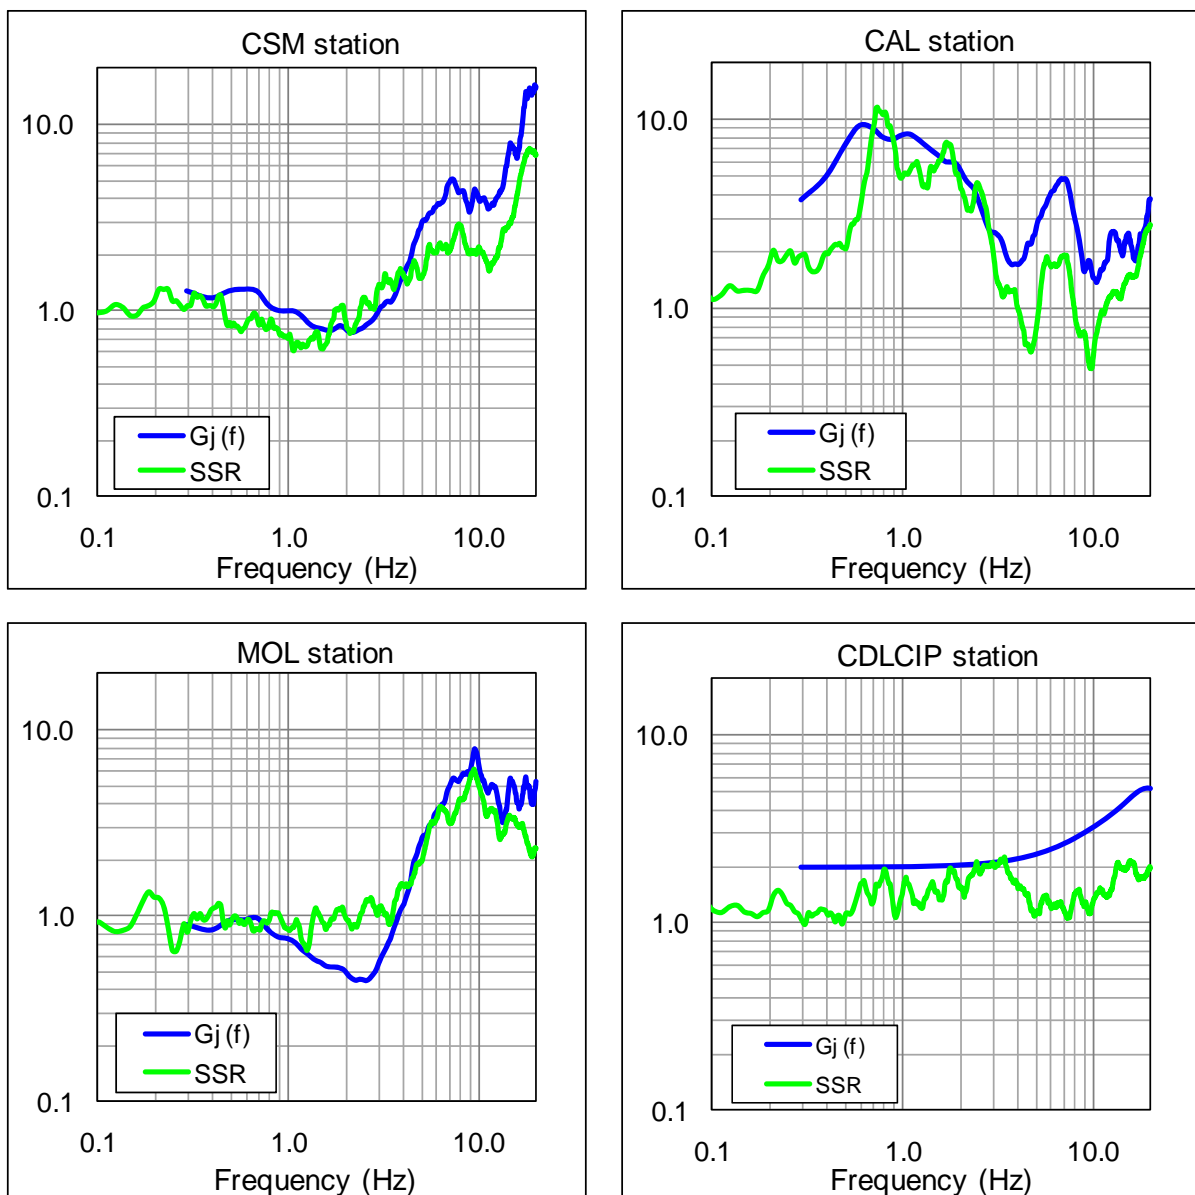 CSM station
10.0
1.0
0.1
Gj (f)
SSR
0.1 1.0 10.0
Frequency (Hz)
CAL station
10.0
1.0
0.1
Gj (f)
SSR
0.1 1.0 10.0
Frequency (Hz)
MOL station
10.0
1.0
0.1
Gj (f)
SSR
0.1 1.0 10.0
Frequency (Hz)
CDLCIP station
10.0
1.0
0.1
Gj (f)
SSR
0.1 1.0 10.0
Frequency (Hz)